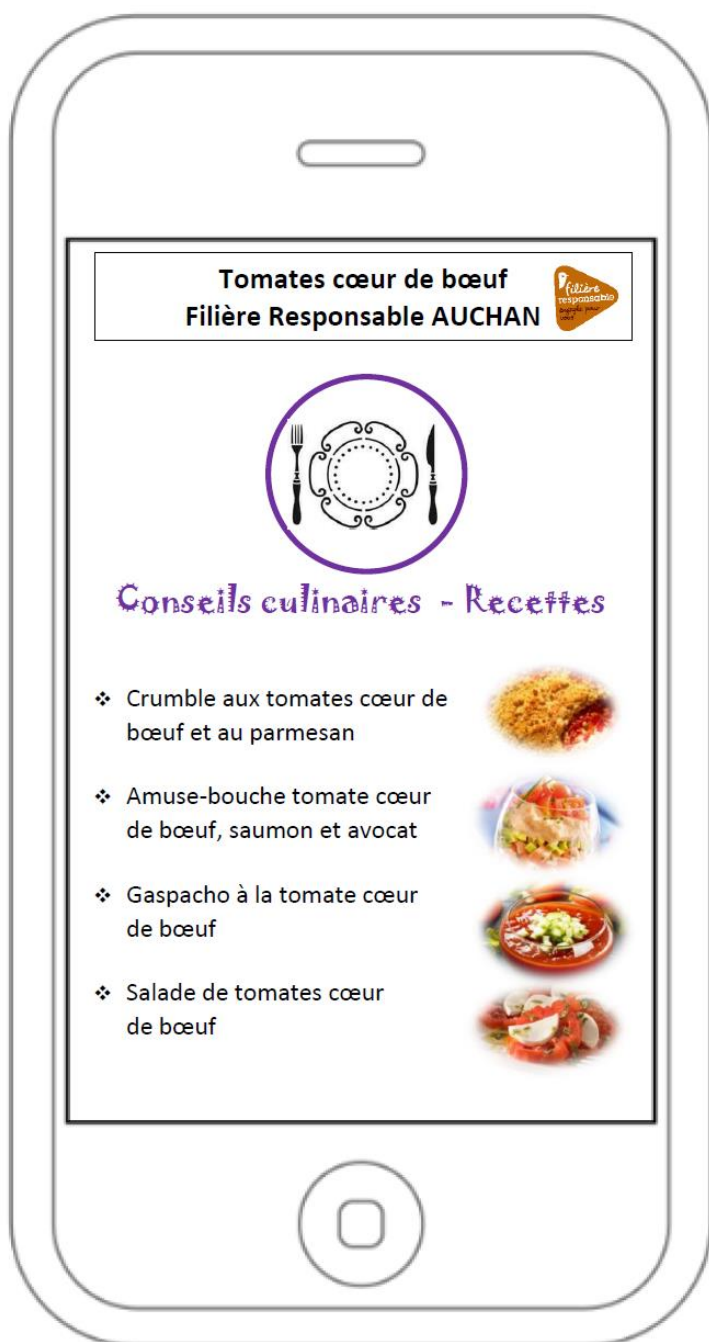 Tomates cœur de bœuf
Filière Responsable AUCHAN
filière
responsable
engagée pour
Conseils culinaires - Recettes
❖ Crumble aux tomates cœur de
bœuf et au parmesan
❖ Amuse-bouche tomate cœur
de bœuf, saumon et avocat
❖ Gaspacho à la tomate cœur
de bœuf
❖ Salade de tomates cœur
de bœuf